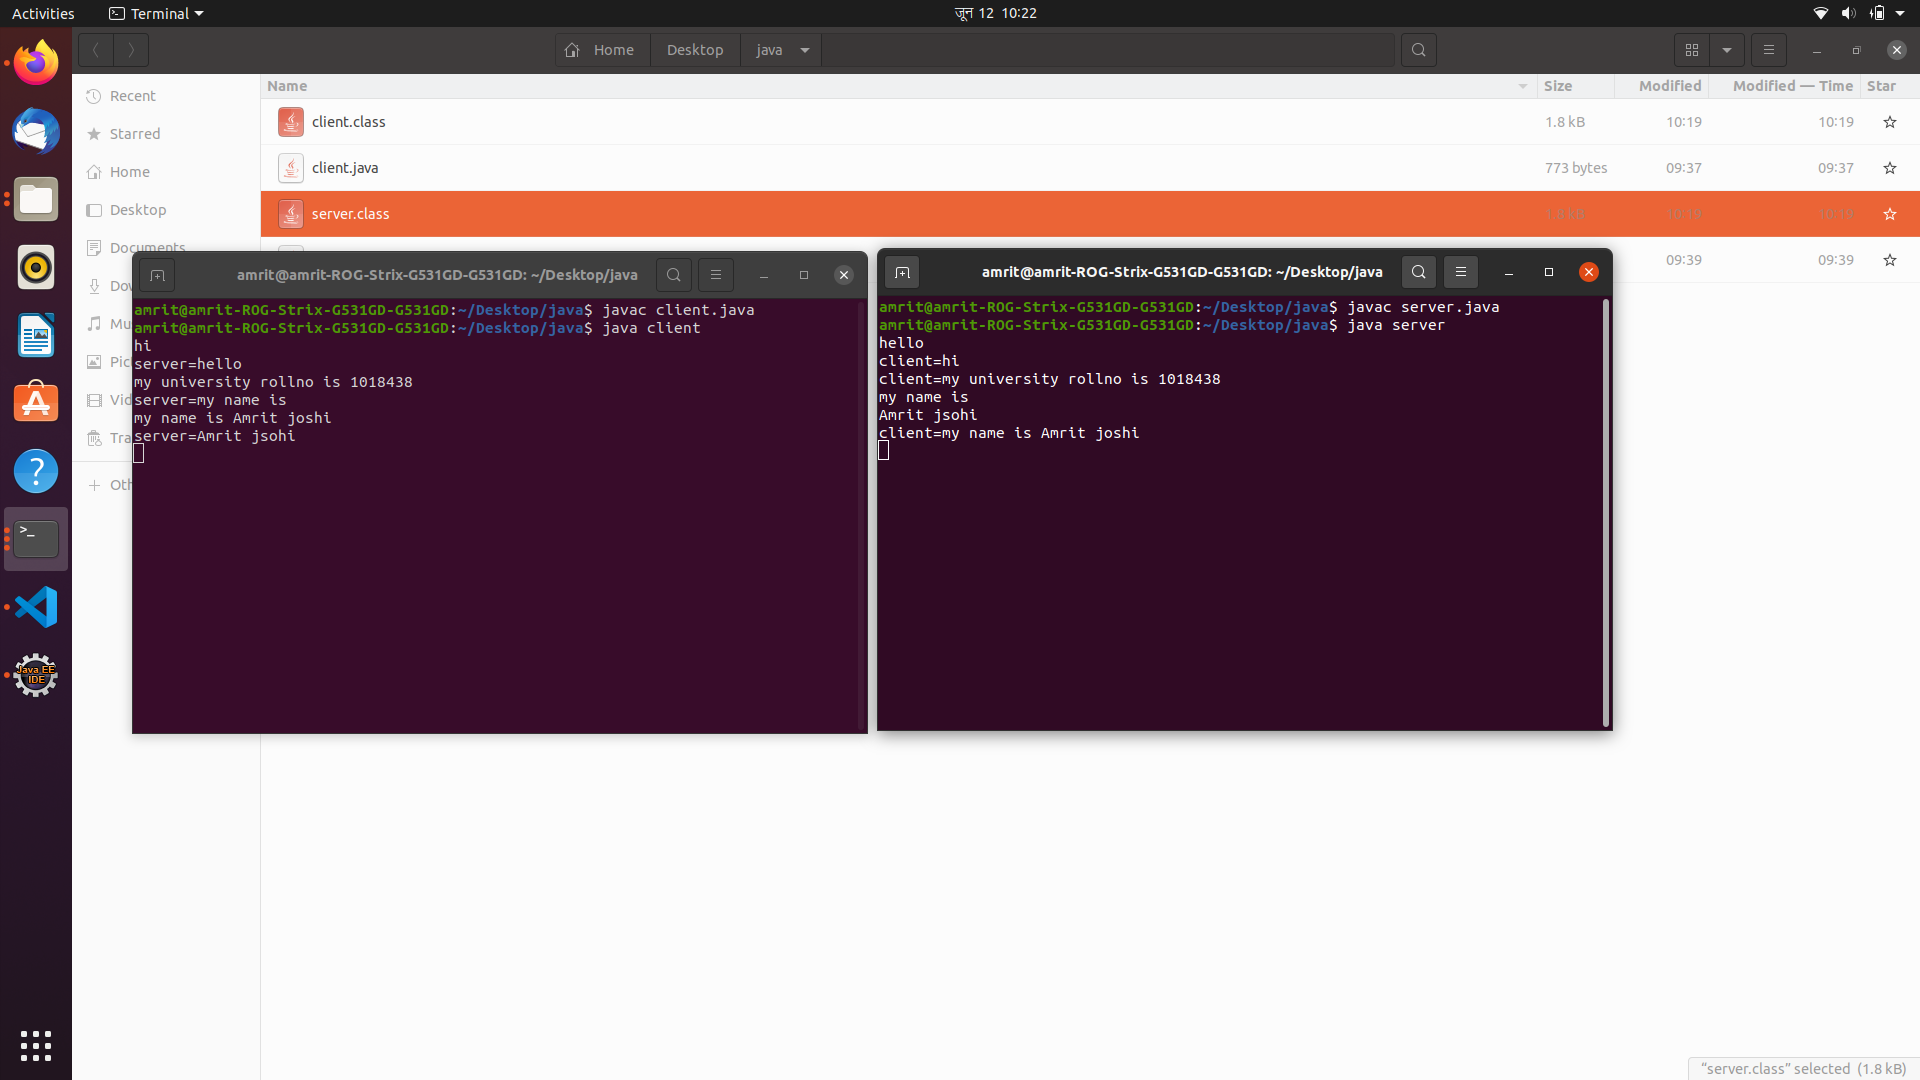 Activities
Terminal
जून 12 10:22
Home
Desktop
java
Recent
Starred
Home
Desktop
Documents
Name
Size
Modified
Modified — Time
Star
client.class
1.8 kB
10:19
10:19
client.java
773 bytes
09:37
09:37
server.class
1.8 kB
10:19
10:19
09:39
09:39
amrit@amrit-ROG-Strix-G531GD-G531GD: ~/Desktop/java
amrit@amrit-ROG-Strix-G531GD-G531GD:~/Desktop/java$ javac client.java
amrit@amrit-ROG-Strix-G531GD-G531GD:~/Desktop/java$ java client
hi
server=hello
my university rollno is 1018438
server=my name is
my name is Amrit joshi
server=Amrit jsohi
amrit@amrit-ROG-Strix-G531GD-G531GD: ~/Desktop/java
amrit@amrit-ROG-Strix-G531GD-G531GD:~/Desktop/java$ javac server.java
amrit@amrit-ROG-Strix-G531GD-G531GD:~/Desktop/java$ java server
hello
client=hi
client=my university rollno is 1018438
my name is
Amrit jsohi
client=my name is Amrit joshi
Java EE
IDE
"server.class" selected (1.8 kB)